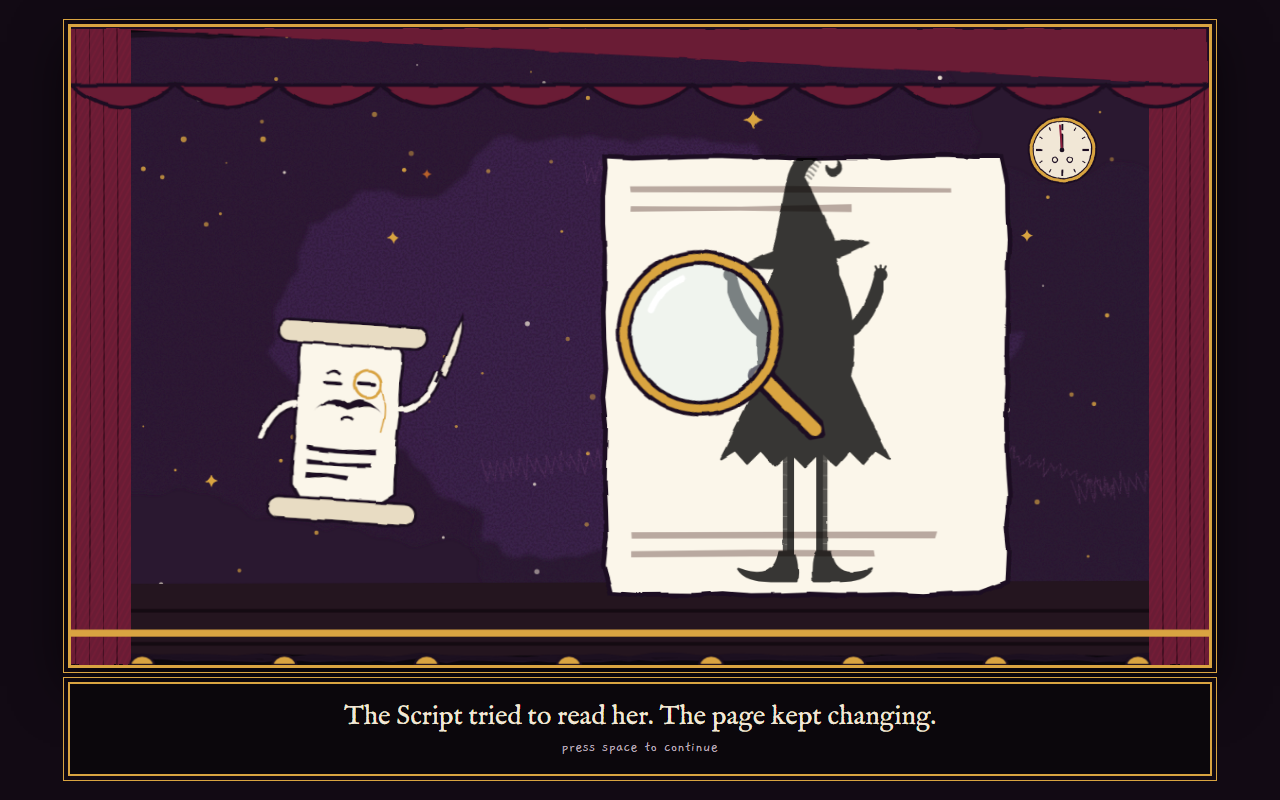 The Script tried to read her. The page kept changing.
press space to continue